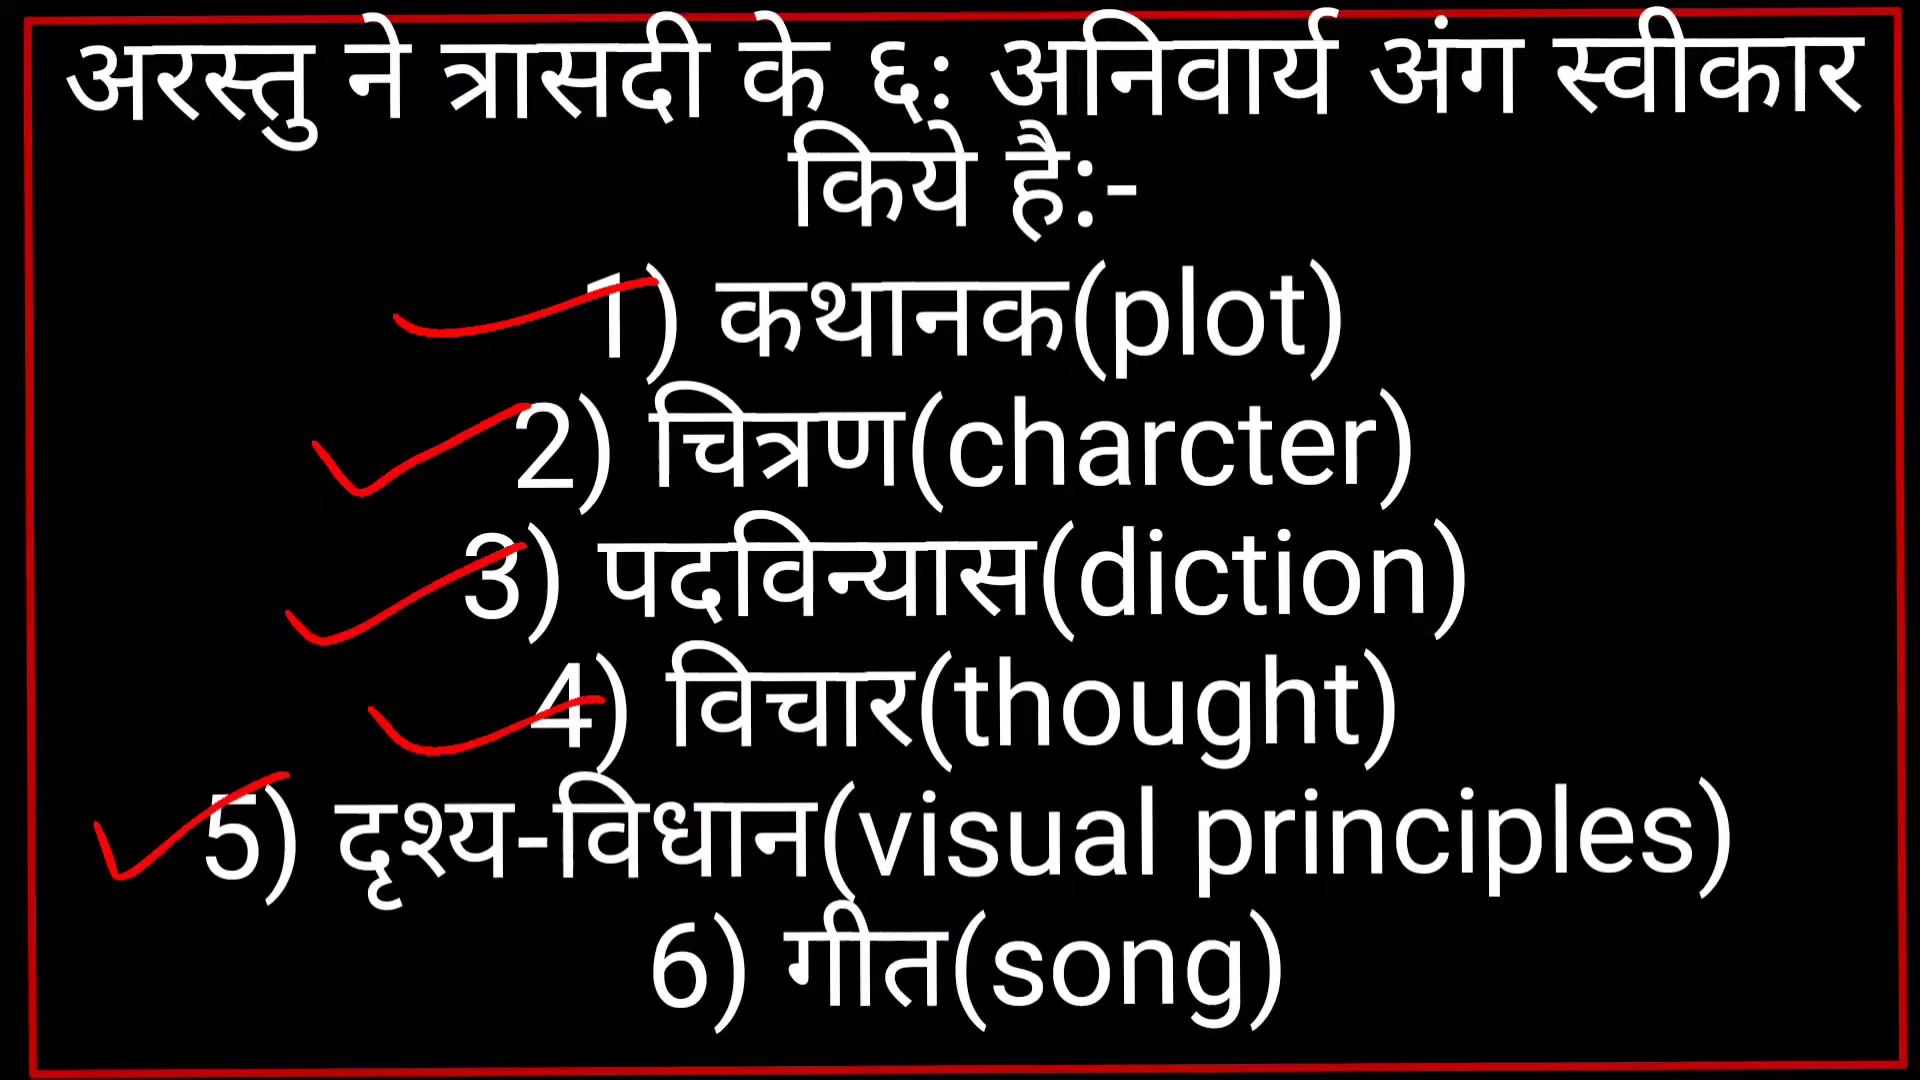 अरस्तु ने त्रासदी के ६: अनिवार्य अंग स्वीकार
किये है:-
1) कथानक(plot)
2) चित्रण(charcter)
3) पदविन्यास(diction)
4) विचार(thought)
5) दृश्य-विधान(visual principles)
6) गीत(song)